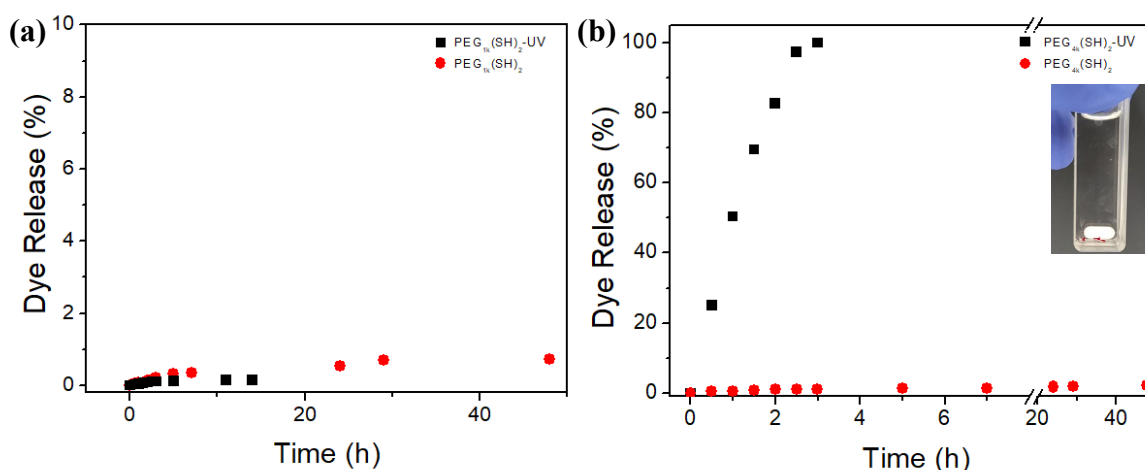 (a)
10
8
6
4
2
0
Dye Release (%)
0 20 40
Time (h)
PEG₁ₖ(SH)₂-UV
PEG₁ₖ(SH)₂
(b)
100
80
60
40
20
0
Dye Release (%)
0 2 4 6 20 40
Time (h)
PEG₄ₖ(SH)₂-UV
PEG₄ₖ(SH)₂